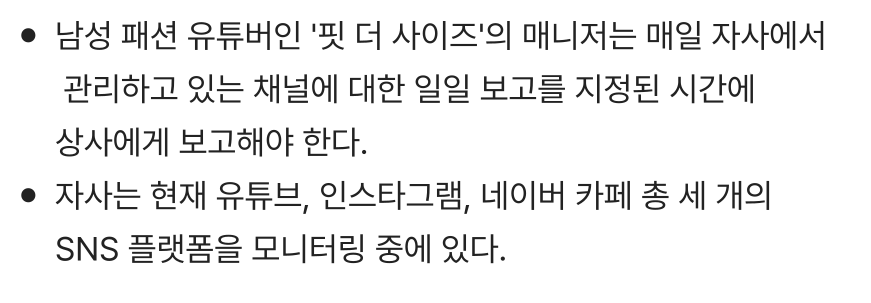 • 남성 패션 유튜버인 '핏 더 사이즈'의 매니저는 매일 자사에서
관리하고 있는 채널에 대한 일일 보고를 지정된 시간에
상사에게 보고해야 한다.
• 자사는 현재 유튜브, 인스타그램, 네이버 카페 총 세 개의
SNS 플랫폼을 모니터링 중에 있다.